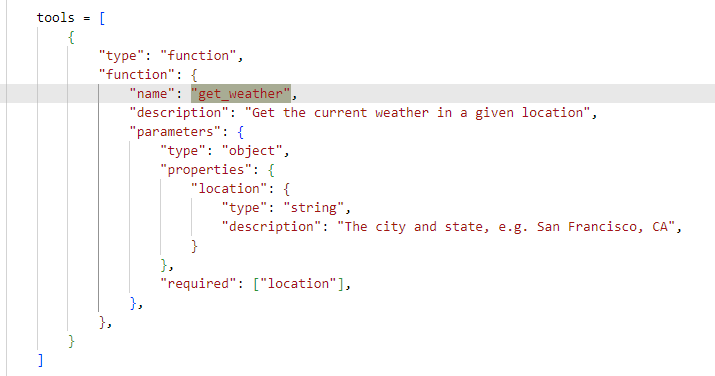 tools = [
    {
        "type": "function",
        "function": {
            "name": "get_weather",
            "description": "Get the current weather in a given location",
            "parameters": {
                "type": "object",
                "properties": {
                    "location": {
                        "type": "string",
                        "description": "The city and state, e.g. San Francisco, CA",
                    }
                },
                "required": ["location"],
            },
        },
    }
]